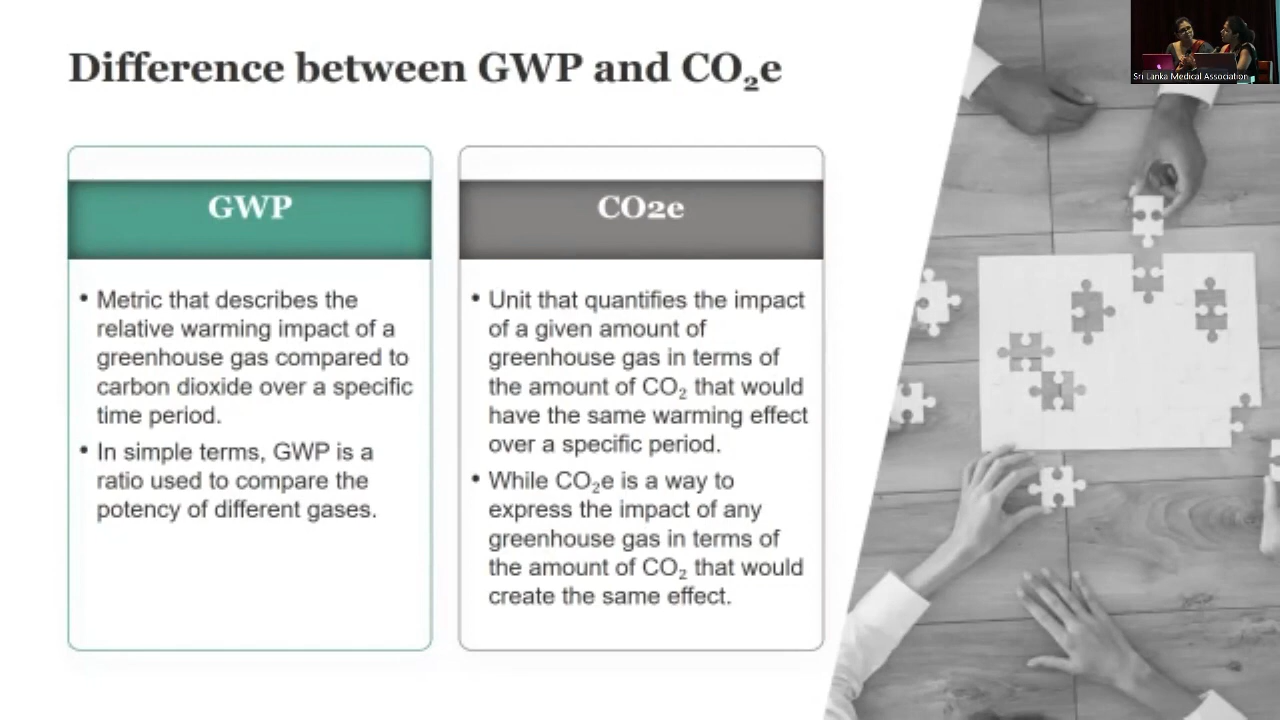 Difference between GWP and CO₂e
Sri Lanka Medical Association
GWP
• Metric that describes the
relative warming impact of a
greenhouse gas compared to
carbon dioxide over a specific
time period.
• In simple terms, GWP is a
ratio used to compare the
potency of different gases.
CO2e
• Unit that quantifies the impact
of a given amount of
greenhouse gas in terms of
the amount of CO₂ that would
have the same warming effect
over a specific period.
• While CO₂e is a way to
express the impact of any
greenhouse gas in terms of
the amount of CO₂ that would
create the same effect.